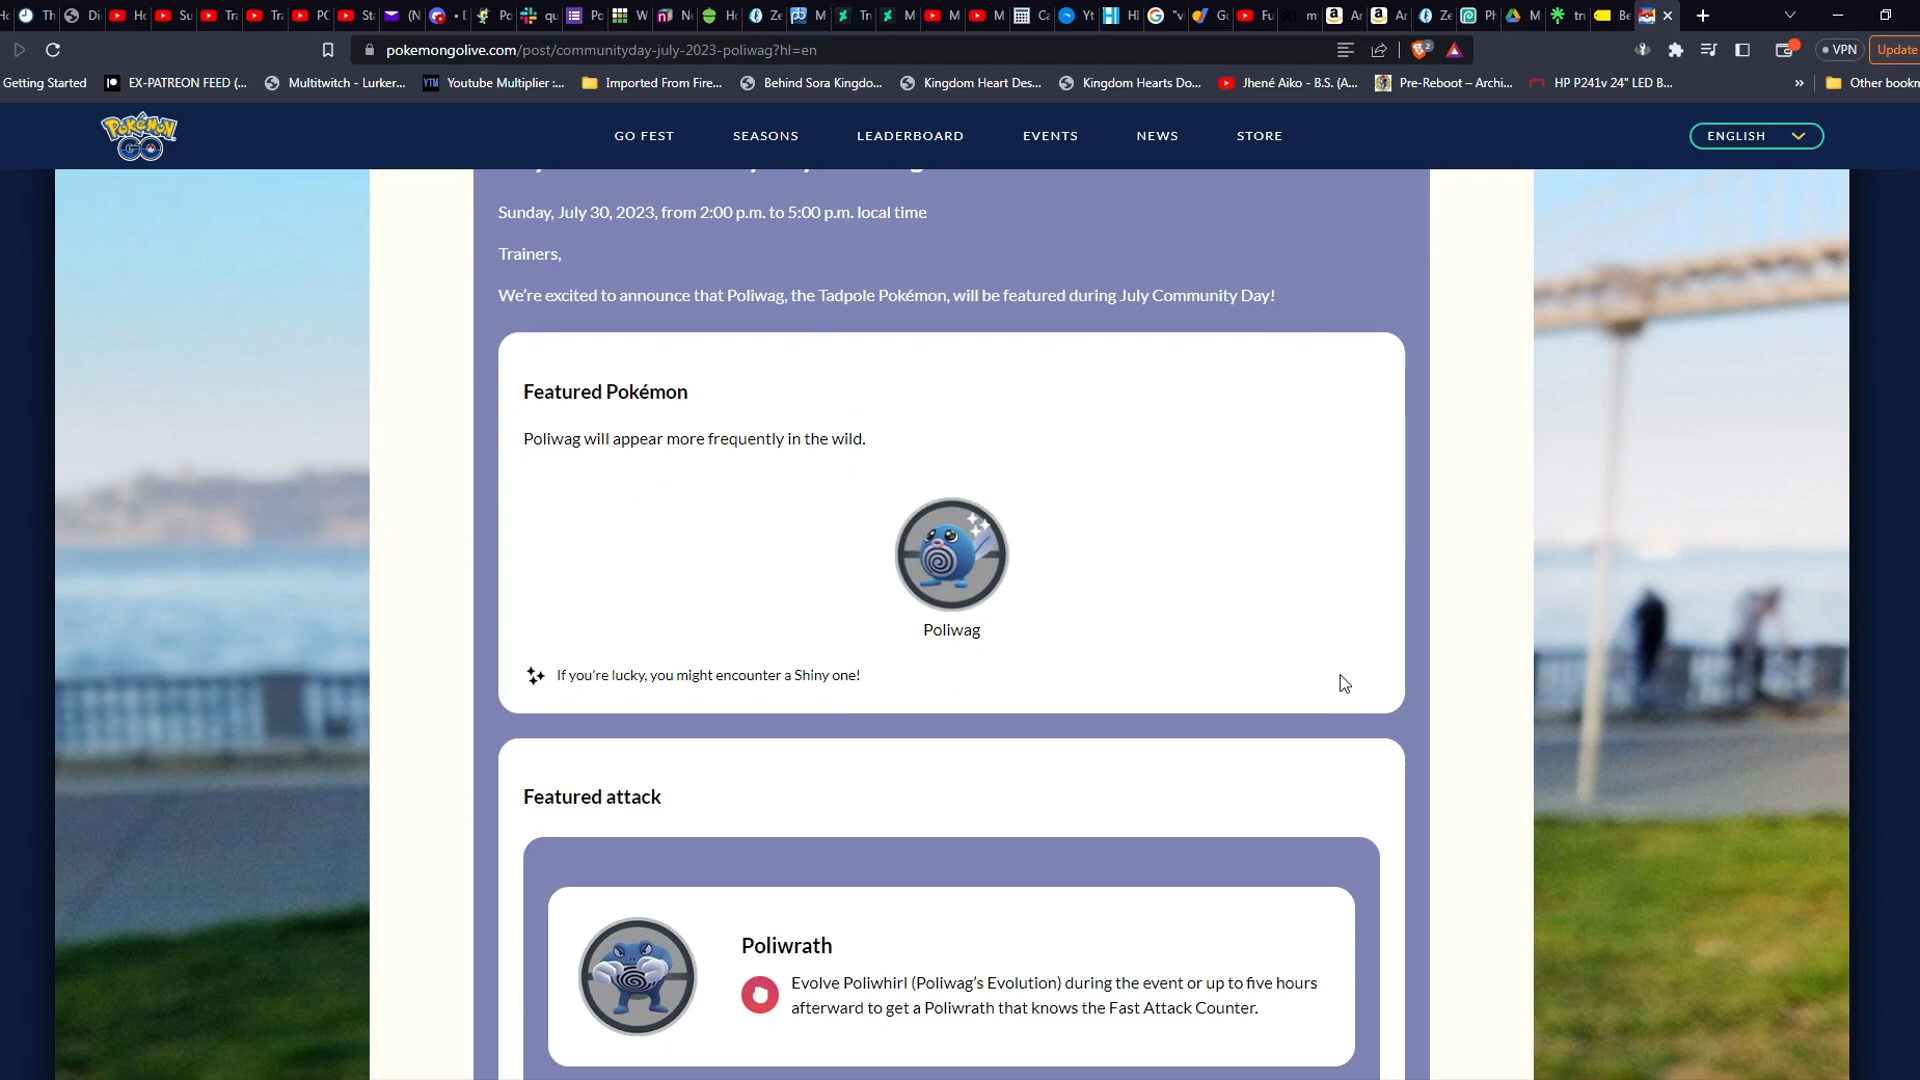 pokemongolive.com/post/communityday-july-2023-poliwag?hl=en
VPN
Update
Getting Started
EX-PATREON FEED (...
Multitwitch - Lurker...
Youtube Multiplier :...
Imported From Fire...
Behind Sora Kingdo...
Kingdom Heart Des...
Kingdom Hearts Do...
Jhené Aiko - B.S. (A...
Pre-Reboot – Archi...
HP P241v 24" LED B...
»
Other bookn
POKÉMON GO
GO FEST
SEASONS
LEADERBOARD
EVENTS
NEWS
STORE
ENGLISH
Sunday, July 30, 2023, from 2:00 p.m. to 5:00 p.m. local time
Trainers,
We’re excited to announce that Poliwag, the Tadpole Pokémon, will be featured during July Community Day!
Featured Pokémon
Poliwag will appear more frequently in the wild.
Poliwag
If you’re lucky, you might encounter a Shiny one!
Featured attack
Poliwrath
Evolve Poliwhirl (Poliwag’s Evolution) during the event or up to five hours
afterward to get a Poliwrath that knows the Fast Attack Counter.